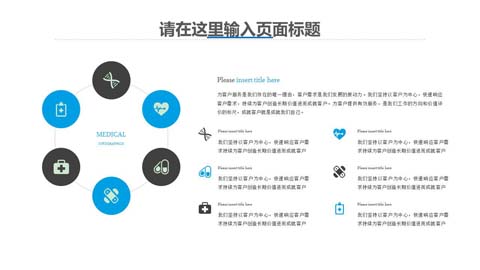 请在这里输入页面标题
MEDICAL
INFOGRAPHICS
Please insert title here
为客户服务是我们存在的唯一理由，客户需求是我们发展的原动力。我们坚持以客户为中心，快速响应客
户需求，持续为客户创造长期价值进而成就客户。为客户提供有效服务，是我们工作的方向和价值评
价的标尺，成就客户就是成就我们自己。
Please insert title here
我们坚持以客户为中心，快速响应客户需
求持续为客户创造长期价值进而成就客户
Please insert title here
我们坚持以客户为中心，快速响应客户需
求持续为客户创造长期价值进而成就客户
Please insert title here
我们坚持以客户为中心，快速响应客户需
求持续为客户创造长期价值进而成就客户
Please insert title here
我们坚持以客户为中心，快速响应客户需
求持续为客户创造长期价值进而成就客户
Please insert title here
我们坚持以客户为中心，快速响应客户需
求持续为客户创造长期价值进而成就客户
Please insert title here
我们坚持以客户为中心，快速响应客户需
求持续为客户创造长期价值进而成就客户